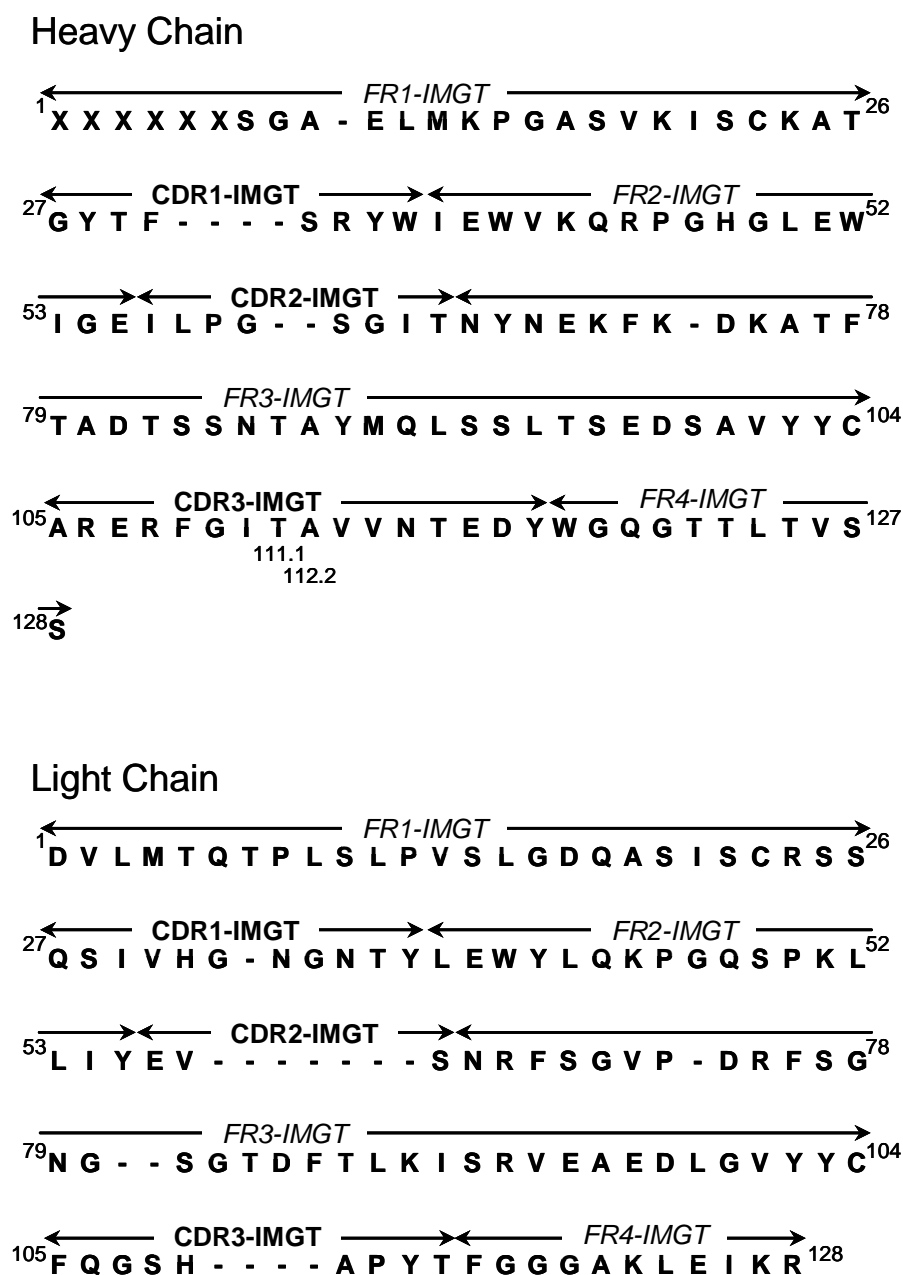 Heavy Chain
FR1-IMGT
1 X X X X X X S G A - E L M K P G A S V K I S C K A T 26
CDR1-IMGT FR2-IMGT
27 G Y T F - - - - S R Y W I E W V K Q R P G H G L E W 52
CDR2-IMGT
53 I G E I L P G - - S G I T N Y N E K F K - D K A T F 78
FR3-IMGT
79 T A D T S S N T A Y M Q L S S L T S E D S A V Y Y C 104
CDR3-IMGT FR4-IMGT
105 A R E R F G I T A V V N T E D Y W G Q G T T L T V S 127
111.1
112.2
128 S
Light Chain
FR1-IMGT
1 D V L M T Q T P L S L P V S L G D Q A S I S C R S S 26
CDR1-IMGT FR2-IMGT
27 Q S I V H G - N G N T Y L E W Y L Q K P G Q S P K L 52
CDR2-IMGT
53 L I Y E V - - - - - - - S N R F S G V P - D R F S G 78
FR3-IMGT
79 N G - - S G T D F T L K I S R V E A E D L G V Y Y C 104
CDR3-IMGT FR4-IMGT
105 F Q G S H - - - - A P Y T F G G G A K L E I K R 128